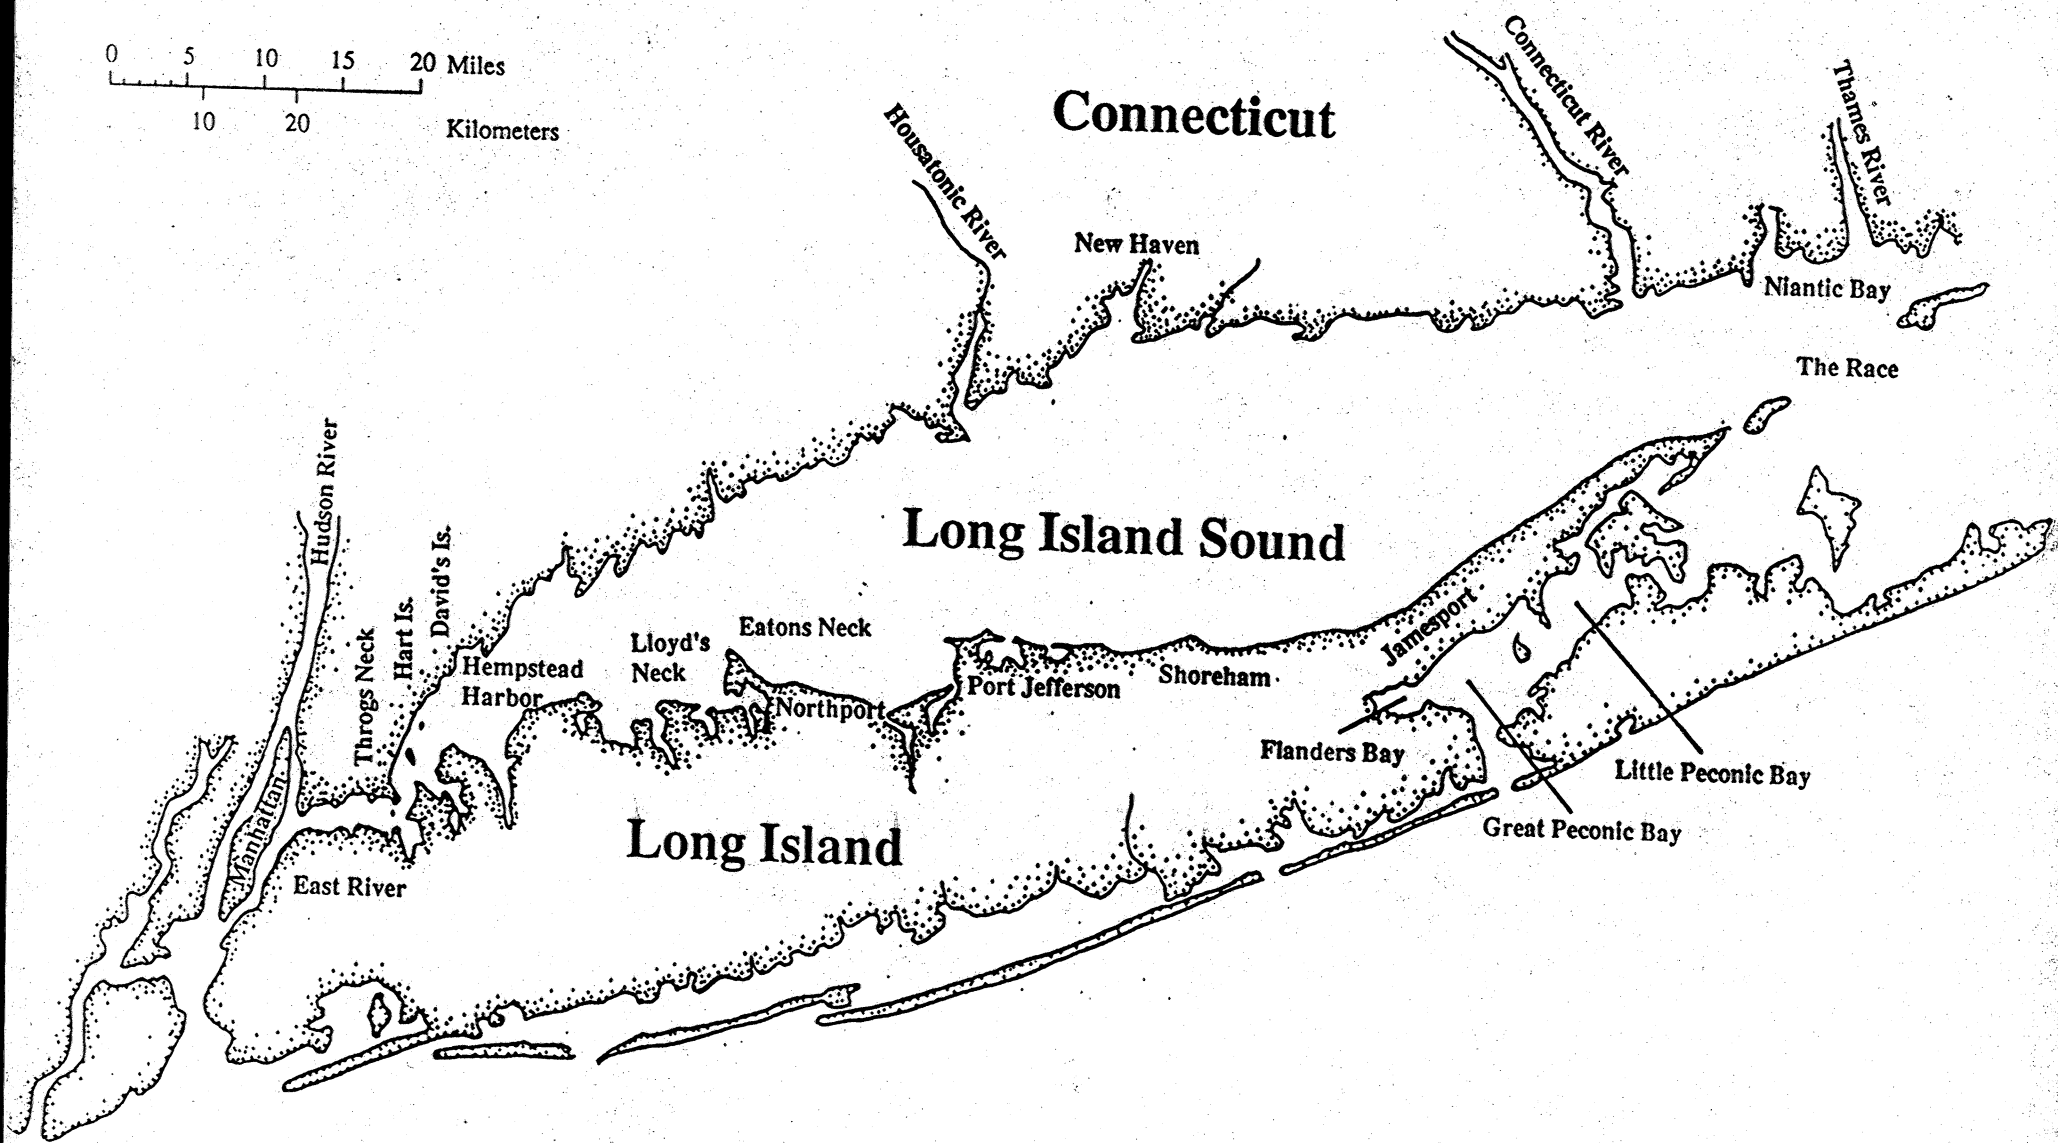 0 5 10 15 20 Miles
10 20 Kilometers
Connecticut
Housatonic River
Connecticut River
Thames River
New Haven
Niantic Bay
The Race
Hudson River
Long Island Sound
Throgs Neck
Hart Is.
David's Is.
Hempstead
Harbor
Lloyd's
Neck
Eatons Neck
Northport
Port Jefferson
Shoreham
Jamesport
Flanders Bay
Little Peconic Bay
Great Peconic Bay
Manhattan
East River
Long Island